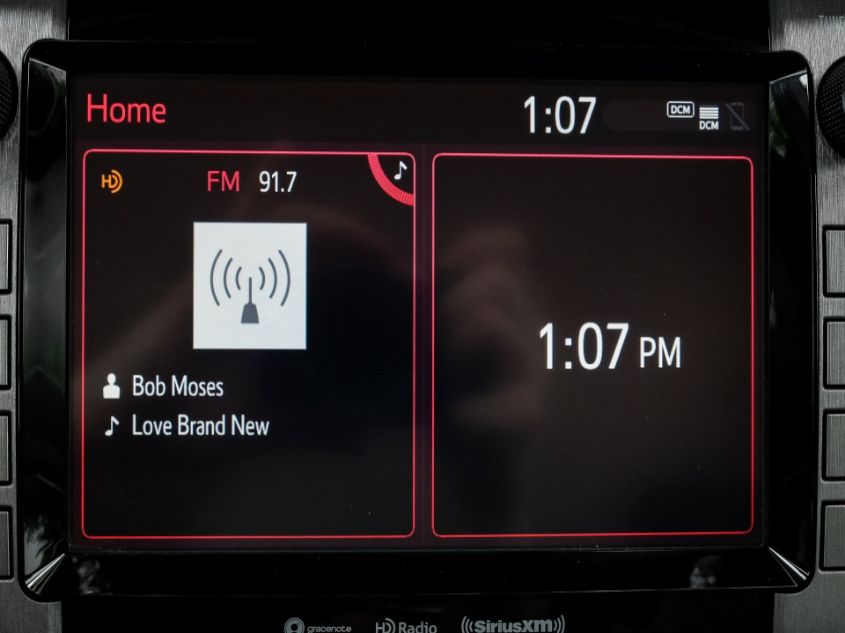 Home
1:07
DCM
DCM
HD
FM 91.7
Bob Moses
Love Brand New
1:07 PM
gracenote HD Radio ((SiriusXM))